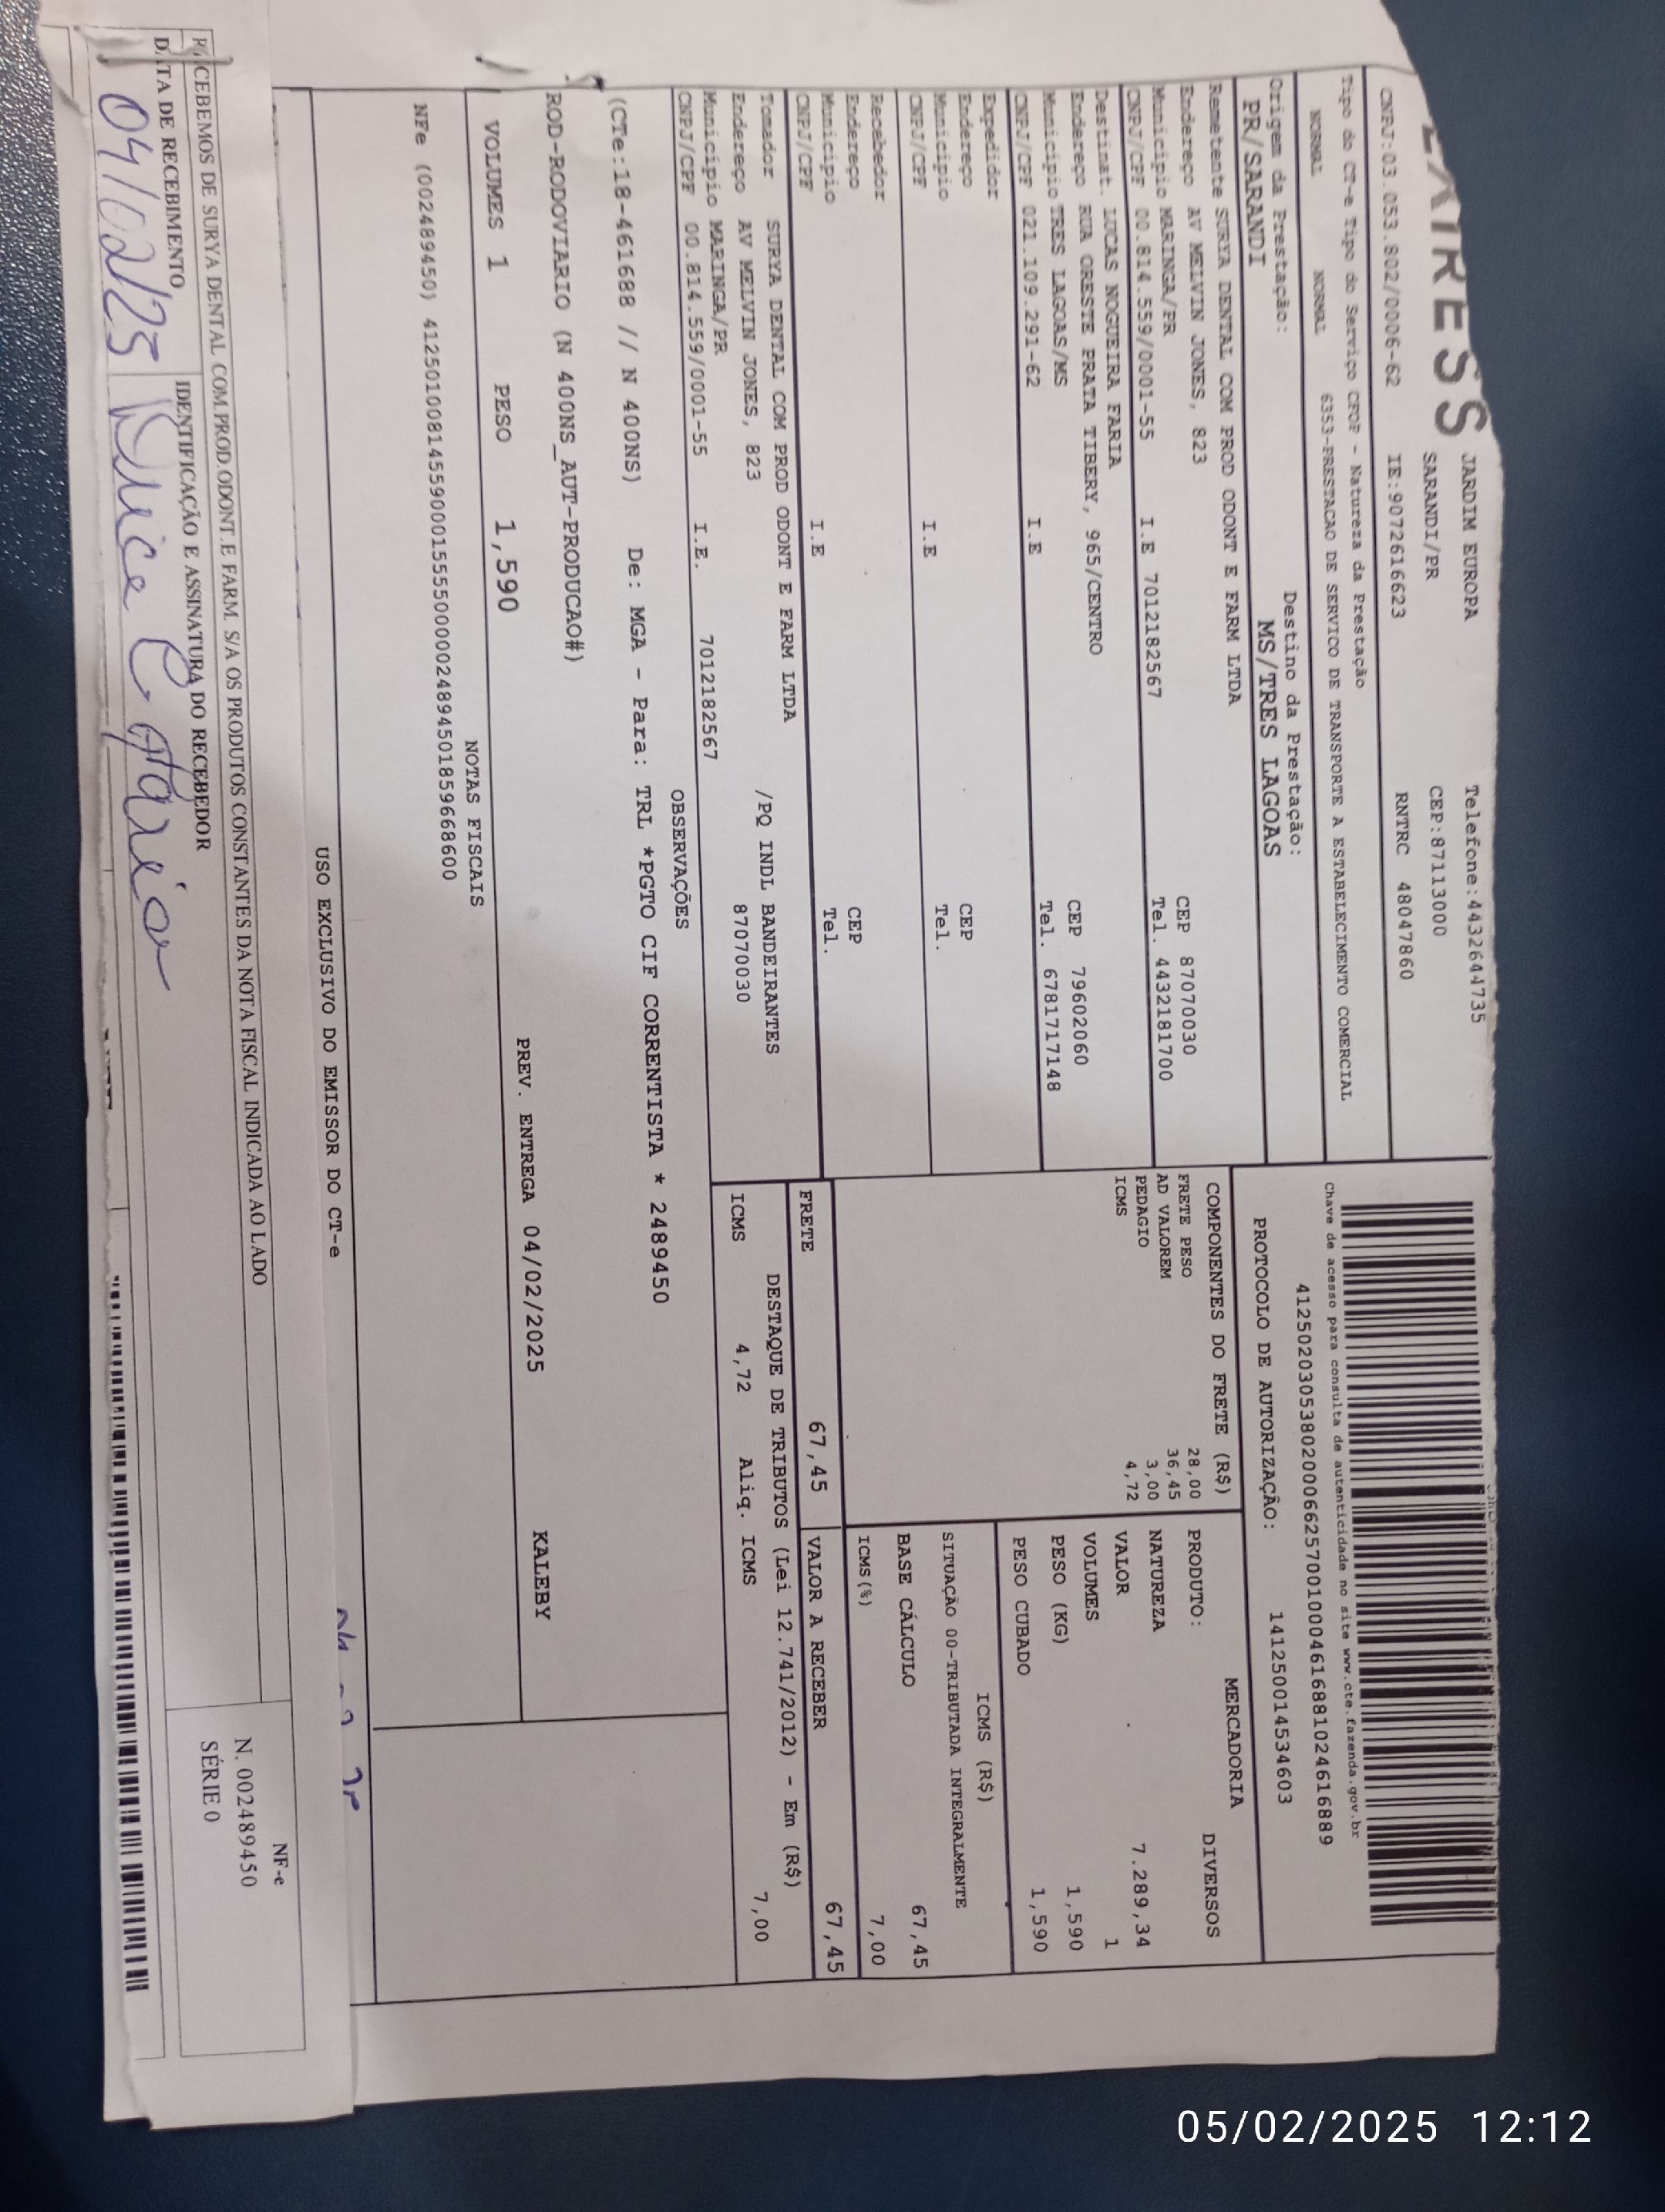 EXPRESS
JARDIM EUROPA Telefone:4432644735
SARANDI/PR CEP:87113000
CNPJ:03.053.802/0006-62 IE:9072616623 RNTRC 48047860
Tipo do CT-e Tipo do Serviço CFOP - Natureza da Prestação
NORMAL NORMAL 6353-PRESTACAO DE SERVICO DE TRANSPORTE A ESTABELECIMENTO COMERCIAL
Chave de acesso para consulta de autenticidade no site www.cte.fazenda.gov.br
41250203053802000662570010004616881024616889
Origem da Prestação: Destino da Prestação:
PR/SARANDI MS/TRES LAGOAS
PROTOCOLO DE AUTORIZAÇÃO: 141250014534603
Remetente SURYA DENTAL COM PROD ODONT E FARM LTDA
Endereço AV MELVIN JONES, 823 CEP 87070030
Município MARINGA/PR Tel. 4432181700
CNPJ/CPF 00.814.559/0001-55 I.E 7012182567
Destinat. LUCAS NOGUEIRA FARIA
Endereço RUA ORESTE PRATA TIBERY, 965/CENTRO CEP 79602060
Município TRES LAGOAS/MS Tel. 6781717148
CNPJ/CPF 021.109.291-62 I.E
Expedidor
Endereço CEP
Município Tel.
CNPJ/CPF I.E
Recebedor
Endereço CEP
Município Tel.
CNPJ/CPF I.E
Tomador SURYA DENTAL COM PROD ODONT E FARM LTDA
Endereço AV MELVIN JONES, 823 /PQ INDL BANDEIRANTES
Município MARINGA/PR 87070030
CNPJ/CPF 00.814.559/0001-55 I.E. 7012182567
COMPONENTES DO FRETE (R$)
FRETE PESO 28,00
AD VALOREM 36,45
PEDAGIO 3,00
ICMS 4,72
MERCADORIA
PRODUTO: DIVERSOS
NATUREZA
VALOR 7.289,34
VOLUMES 1
PESO (KG) 1,590
PESO CUBADO 1,590
ICMS (R$)
SITUAÇÃO 00-TRIBUTADA INTEGRALMENTE
BASE CÁLCULO 67,45
ICMS(%) 7,00
FRETE 67,45 VALOR A RECEBER 67,45
DESTAQUE DE TRIBUTOS (Lei 12.741/2012) - Em (R$)
ICMS 4,72 Aliq. ICMS 7,00
OBSERVAÇÕES
(CTe:18-461688 // N 400NS) De: MGA - Para: TRL *PGTO CIF CORRENTISTA * 2489450
ROD-RODOVIARIO (N 400NS_AUT-PRODUCAO#)
VOLUMES 1 PESO 1,590 PREV. ENTREGA 04/02/2025 KALEBY
NOTAS FISCAIS
NFe (002489450) 41250100814559000155550000024894501859668600
USO EXCLUSIVO DO EMISSOR DO CT-e
RECEBEMOS DE SURYA DENTAL COM.PROD.ODONT.E FARM. S/A OS PRODUTOS CONSTANTES DA NOTA FISCAL INDICADA AO LADO
DATA DE RECEBIMENTO IDENTIFICAÇÃO E ASSINATURA DO RECEBEDOR
04/02/25
NF-e
N. 002489450
SÉRIE 0
05/02/2025 12:12